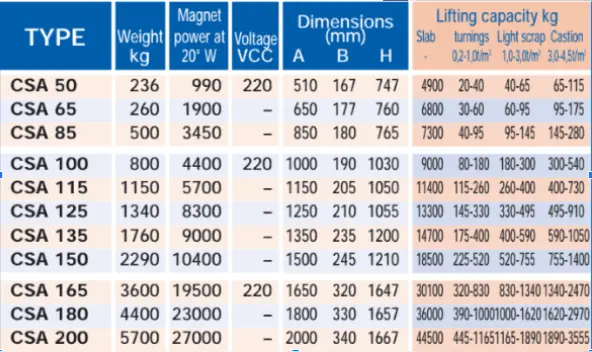 TYPE Weight kg Magnet power at 20° W Voltage VCC Dimensions (mm) A B H Lifting capacity kg Slab - turnings 0,2-1,0t/m³ Light scrap 1,0-3,0t/m³ Castion 3,0-4,5t/m³
CSA 50 236 990 220 510 167 747 4900 20-40 40-65 65-115
CSA 65 260 1900 – 650 177 760 6800 30-60 60-95 95-175
CSA 85 500 3450 – 850 180 765 7300 40-95 95-145 145-280
CSA 100 800 4400 220 1000 190 1030 9000 80-180 180-300 300-540
CSA 115 1150 5700 – 1150 205 1050 11400 115-260 260-400 400-730
CSA 125 1340 8300 – 1250 210 1055 13300 145-330 330-495 495-910
CSA 135 1760 9000 – 1350 235 1200 14700 175-400 400-590 590-1050
CSA 150 2290 10400 – 1500 245 1210 18500 225-520 520-755 755-1400
CSA 165 3600 19500 220 1650 320 1647 30100 320-830 830-1340 1340-2470
CSA 180 4400 23000 – 1800 330 1657 36000 390-1000 1000-1620 1620-2970
CSA 200 5700 27000 – 2000 340 1667 44500 445-1165 1165-1890 1890-3555